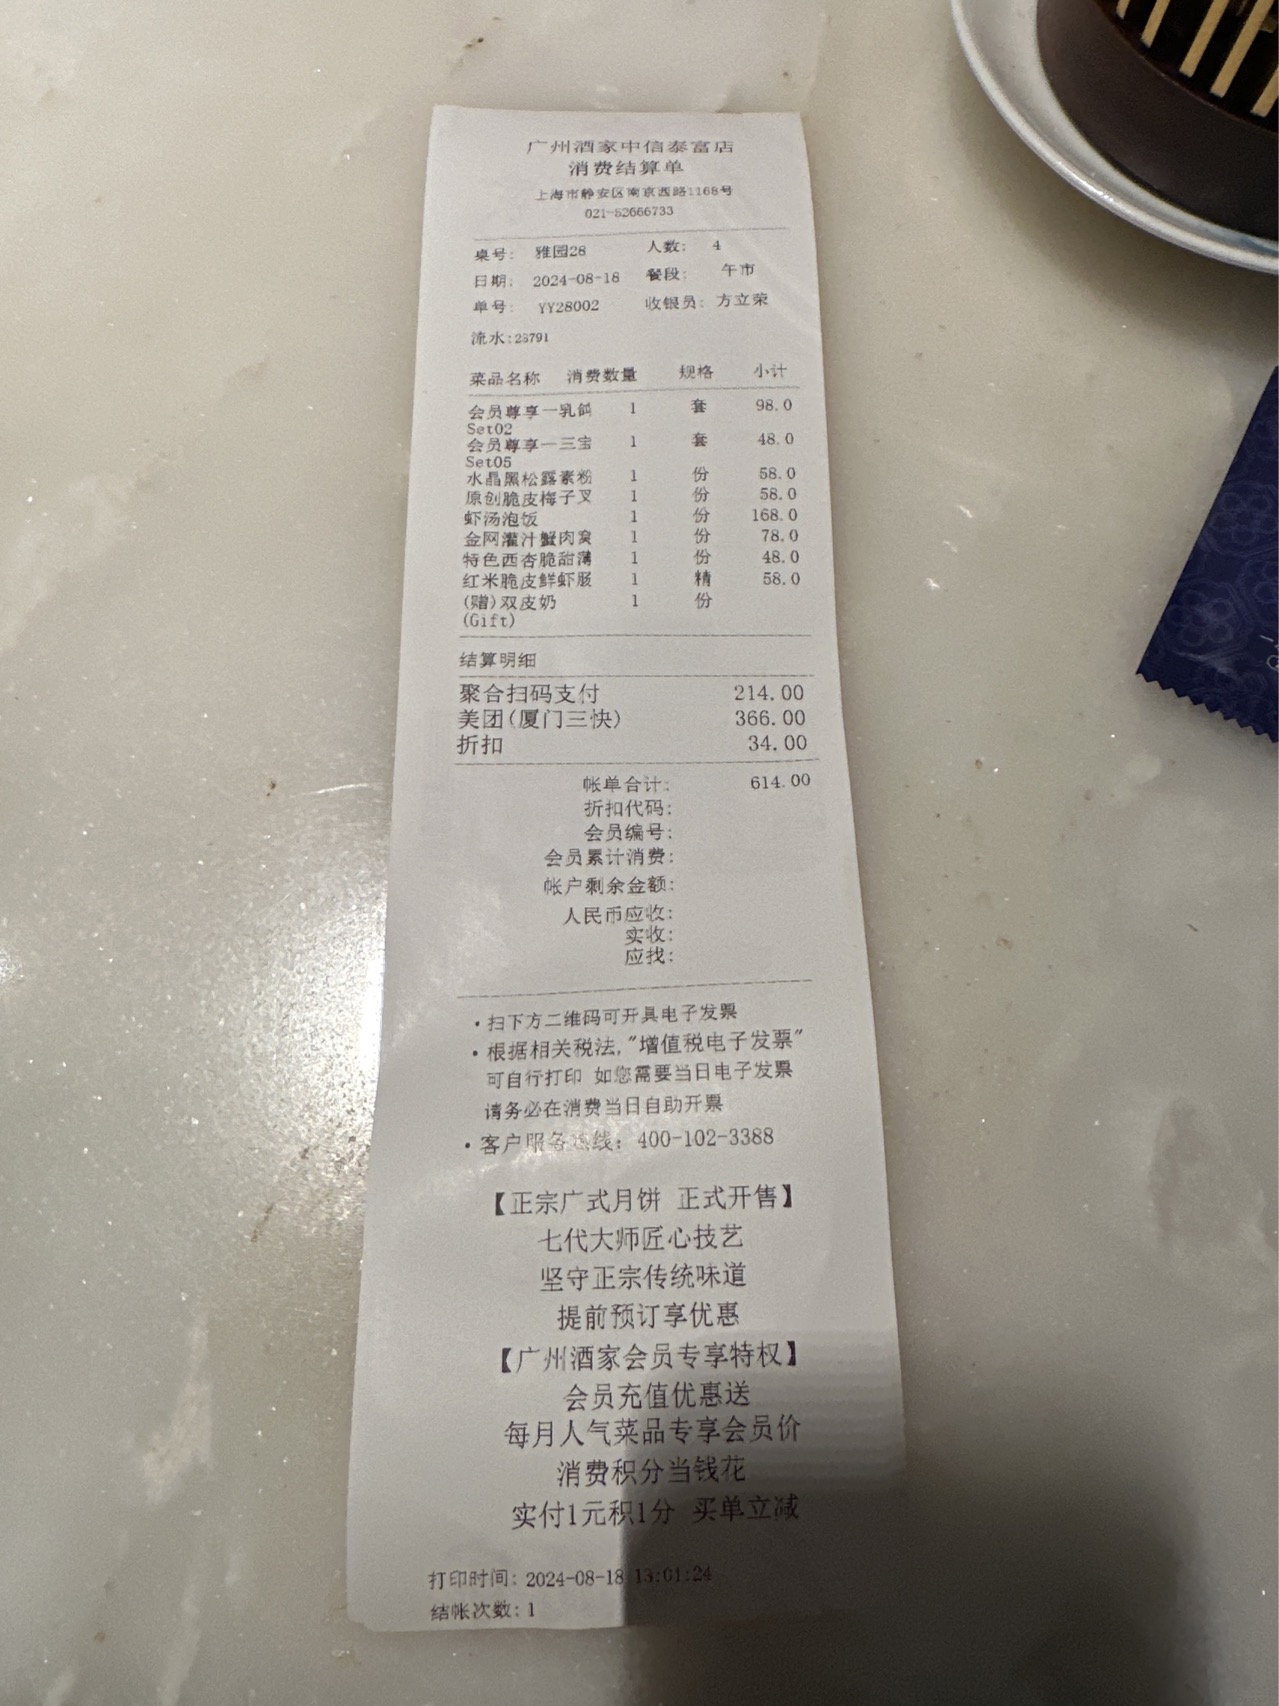 广州酒家中信泰富店
消费结算单
上海市静安区南京西路1168号
021-52666733
桌号: 雅园28 人数: 4
日期: 2024-08-18 餐段: 午市
单号: YY28002 收银员: 方立荣
流水:28791
菜品名称 消费数量 规格 小计
会员尊享一乳鸽 1 套 98.0
Set02
会员尊享一三宝 1 套 48.0
Set05
水晶黑松露素粉 1 份 58.0
原创脆皮梅子叉 1 份 58.0
虾汤泡饭 1 份 168.0
金网灌汁蟹肉窝 1 份 78.0
特色西杏脆甜薄 1 份 48.0
红米脆皮鲜虾肠 1 精 58.0
(赠)双皮奶 1 份
(Gift)
结算明细
聚合扫码支付 214.00
美团(厦门三快) 366.00
折扣 34.00
帐单合计: 614.00
折扣代码:
会员编号:
会员累计消费:
帐户剩余金额:
人民币应收:
实收:
应找:
·扫下方二维码可开具电子发票
·根据相关税法,"增值税电子发票"
可自行打印 如您需要当日电子发票
请务必在消费当日自助开票
·客户服务热线: 400-102-3388
【正宗广式月饼 正式开售】
七代大师匠心技艺
坚守正宗传统味道
提前预订享优惠
【广州酒家会员专享特权】
会员充值优惠送
每月人气菜品专享会员价
消费积分当钱花
实付1元积1分 买单立减
打印时间: 2024-08-18 13:01:24
结帐次数: 1